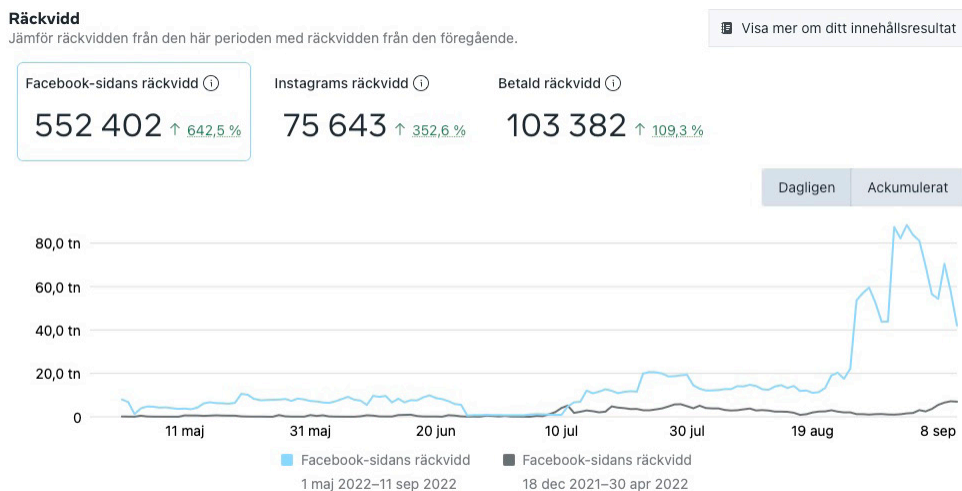 Räckvidd
Jämför räckvidden från den här perioden med räckvidden från den föregående.
Visa mer om ditt innehållsresultat
Facebook-sidans räckvidd
552 402 ↑ 642,5 %
Instagrams räckvidd
75 643 ↑ 352,6 %
Betald räckvidd
103 382 ↑ 109,3 %
Dagligen Ackumulerat
80,0 tn
60,0 tn
40,0 tn
20,0 tn
0
11 maj 31 maj 20 jun 10 jul 30 jul 19 aug 8 sep
Facebook-sidans räckvidd
1 maj 2022–11 sep 2022
Facebook-sidans räckvidd
18 dec 2021–30 apr 2022